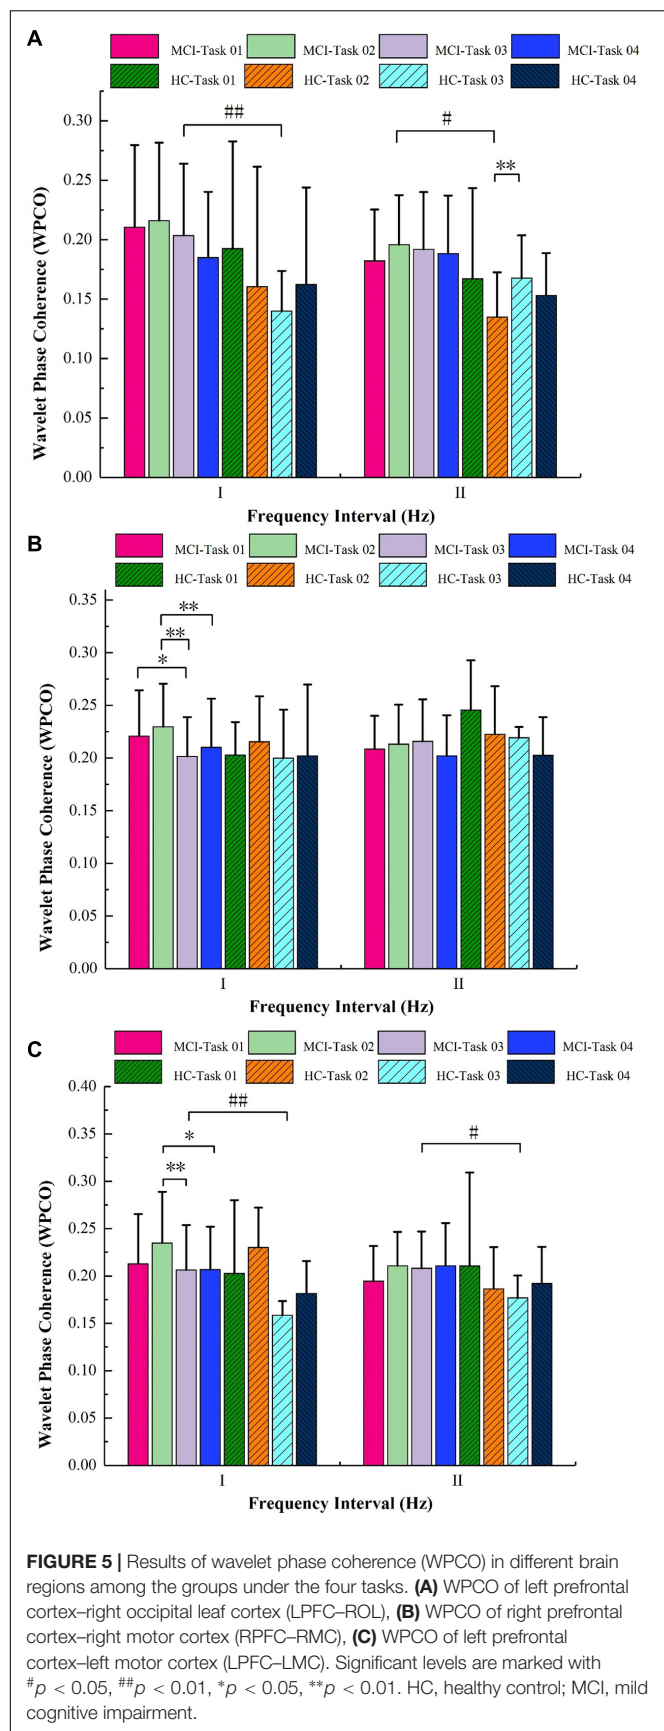 A
MCI-Task 01 MCI-Task 02 MCI-Task 03 MCI-Task 04
HC-Task 01 HC-Task 02 HC-Task 03 HC-Task 04
Wavelet Phase Coherence (WPCO)
0.30
0.25
0.20
0.15
0.10
0.05
0.00
## # **
I II
Frequency Interval (Hz)
B
MCI-Task 01 MCI-Task 02 MCI-Task 03 MCI-Task 04
HC-Task 01 HC-Task 02 HC-Task 03 HC-Task 04
Wavelet Phase Coherence (WPCO)
0.35
0.30
0.25
0.20
0.15
0.10
0.05
0.00
**
**
*
I II
Frequency Interval (Hz)
C
MCI-Task 01 MCI-Task 02 MCI-Task 03 MCI-Task 04
HC-Task 01 HC-Task 02 HC-Task 03 HC-Task 04
Wavelet Phase Coherence (WPCO)
0.40
0.35
0.30
0.25
0.20
0.15
0.10
0.05
0.00
##
* #
**
I II
Frequency Interval (Hz)
FIGURE 5 | Results of wavelet phase coherence (WPCO) in different brain
regions among the groups under the four tasks. (A) WPCO of left prefrontal
cortex–right occipital leaf cortex (LPFC–ROL), (B) WPCO of right prefrontal
cortex–right motor cortex (RPFC–RMC), (C) WPCO of left prefrontal
cortex–left motor cortex (LPFC–LMC). Significant levels are marked with
#p < 0.05, ##p < 0.01, *p < 0.05, **p < 0.01. HC, healthy control; MCI, mild
cognitive impairment.